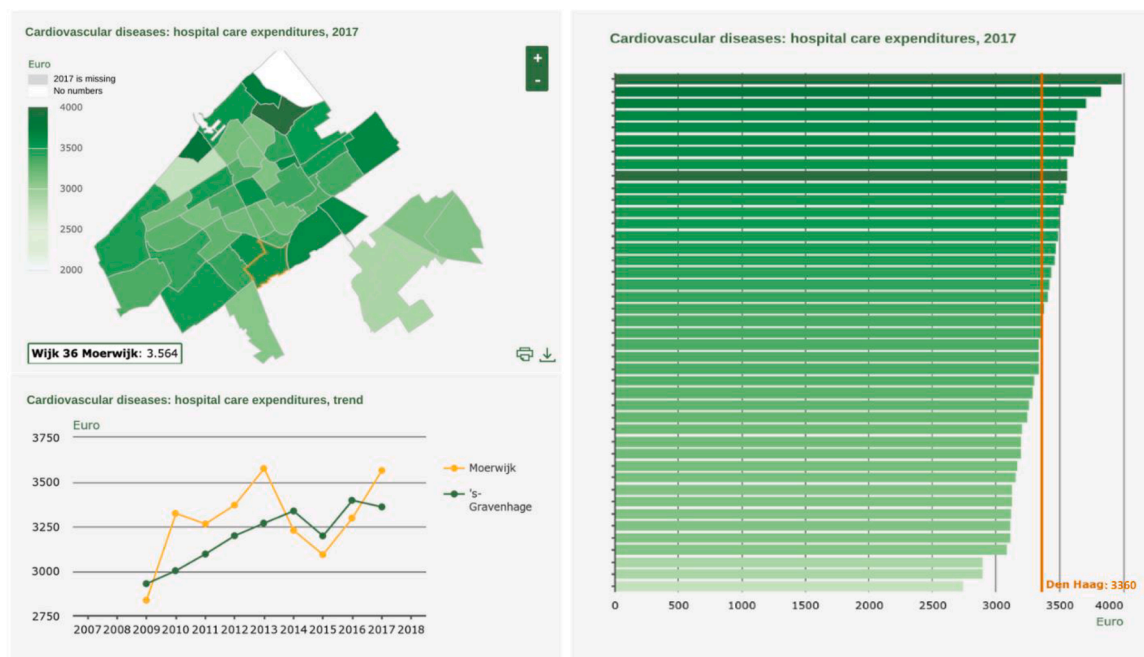 Cardiovascular diseases: hospital care expenditures, 2017
Euro
2017 is missing
No numbers
4000
3500
3000
2500
2000
+
-
Wijk 36 Moerwijk: 3.564
Cardiovascular diseases: hospital care expenditures, trend
Euro
3750
3500
3250
3000
2750
2007 2008 2009 2010 2011 2012 2013 2014 2015 2016 2017 2018
Moerwijk
's-
Gravenhage
Cardiovascular diseases: hospital care expenditures, 2017
Den Haag: 3360
0 500 1000 1500 2000 2500 3000 3500 4000
Euro